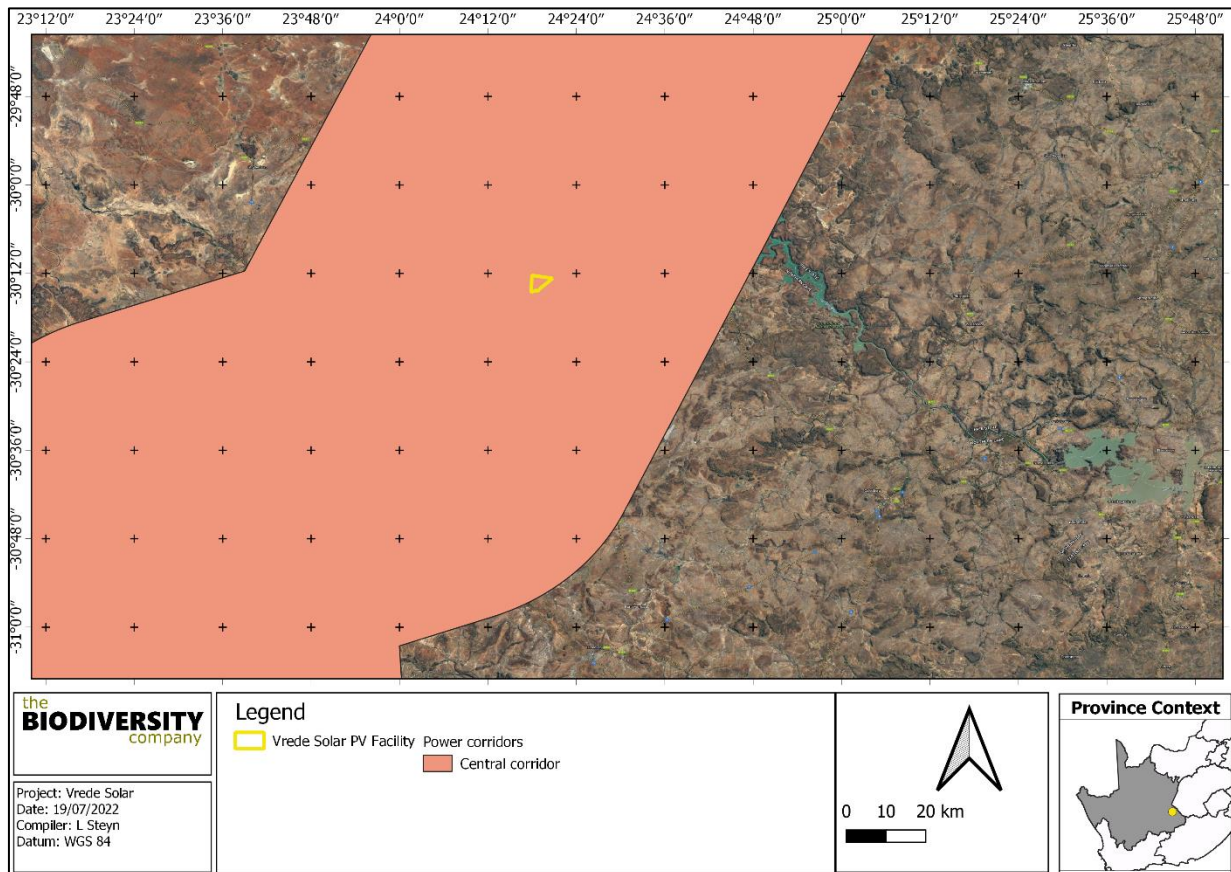 23°12′0″ 23°24′0″ 23°36′0″ 23°48′0″ 24°0′0″ 24°12′0″ 24°24′0″ 24°36′0″ 24°48′0″ 25°0′0″ 25°12′0″ 25°24′0″ 25°36′0″ 25°48′0″
-29°48′0″
-30°0′0″
-30°12′0″
-30°24′0″
-30°36′0″
-30°48′0″
-31°0′0″
the
BIODIVERSITY
company
Project: Vrede Solar
Date: 19/07/2022
Compiler: L Steyn
Datum: WGS 84
Legend
Vrede Solar PV Facility
Power corridors
Central corridor
0 10 20 km
Province Context